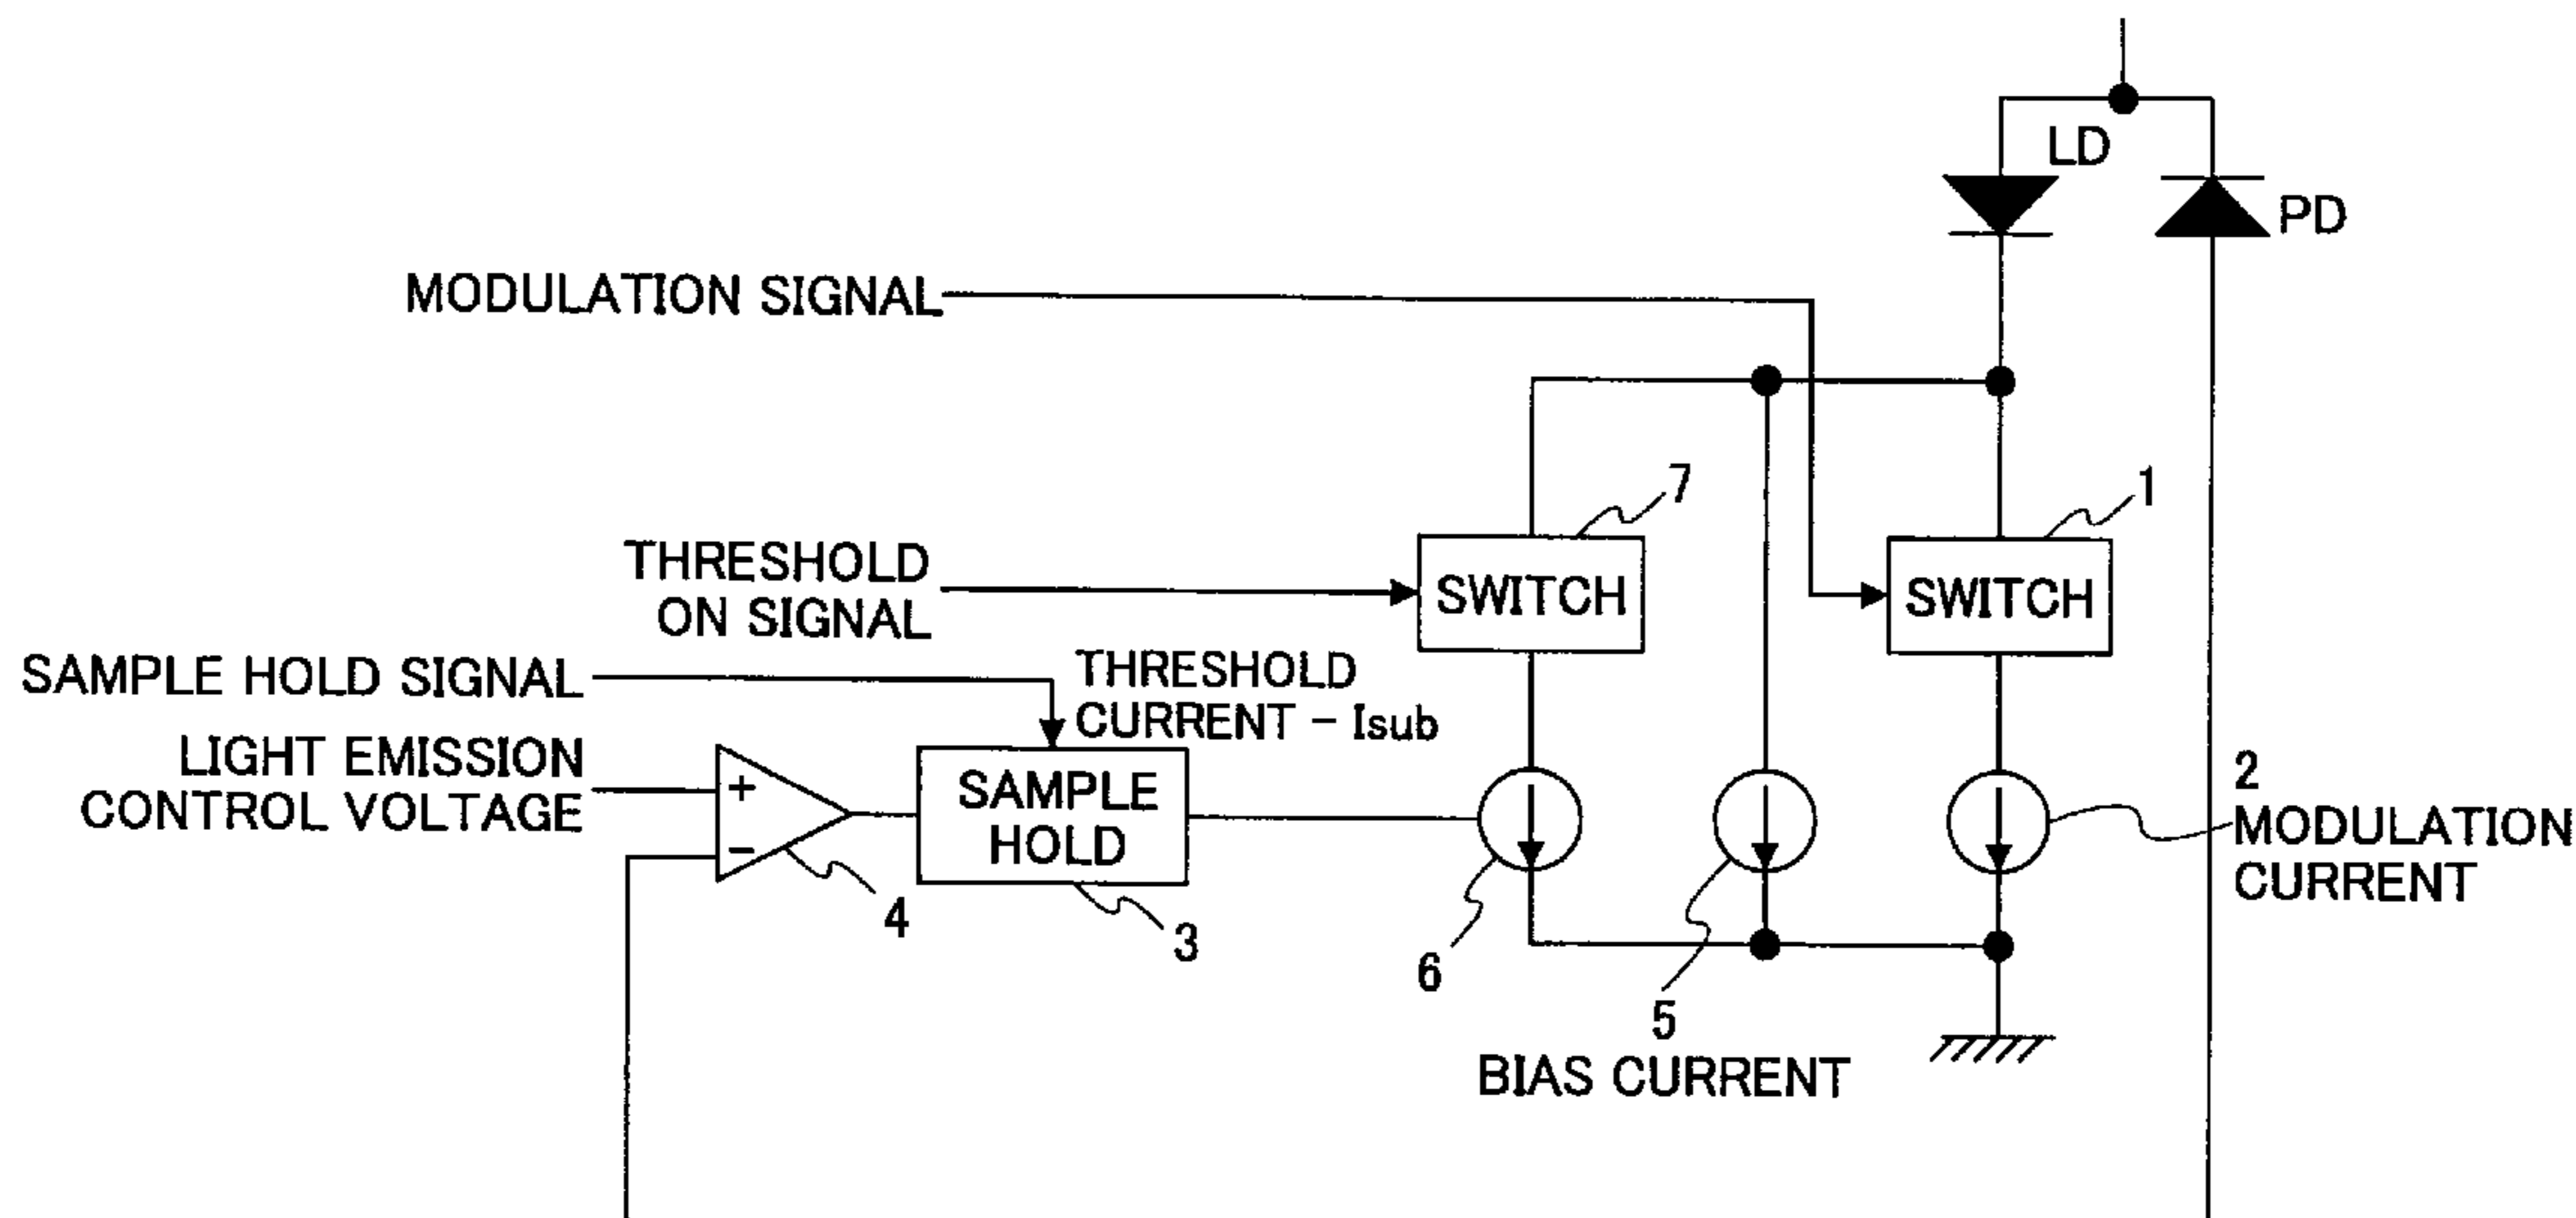 LD
PD
MODULATION SIGNAL
7
1
THRESHOLD
ON SIGNAL
SWITCH
SWITCH
SAMPLE HOLD SIGNAL
THRESHOLD
CURRENT – Isub
LIGHT EMISSION
CONTROL VOLTAGE
+
−
SAMPLE
HOLD
2
MODULATION
CURRENT
4
3
6
5
BIAS CURRENT